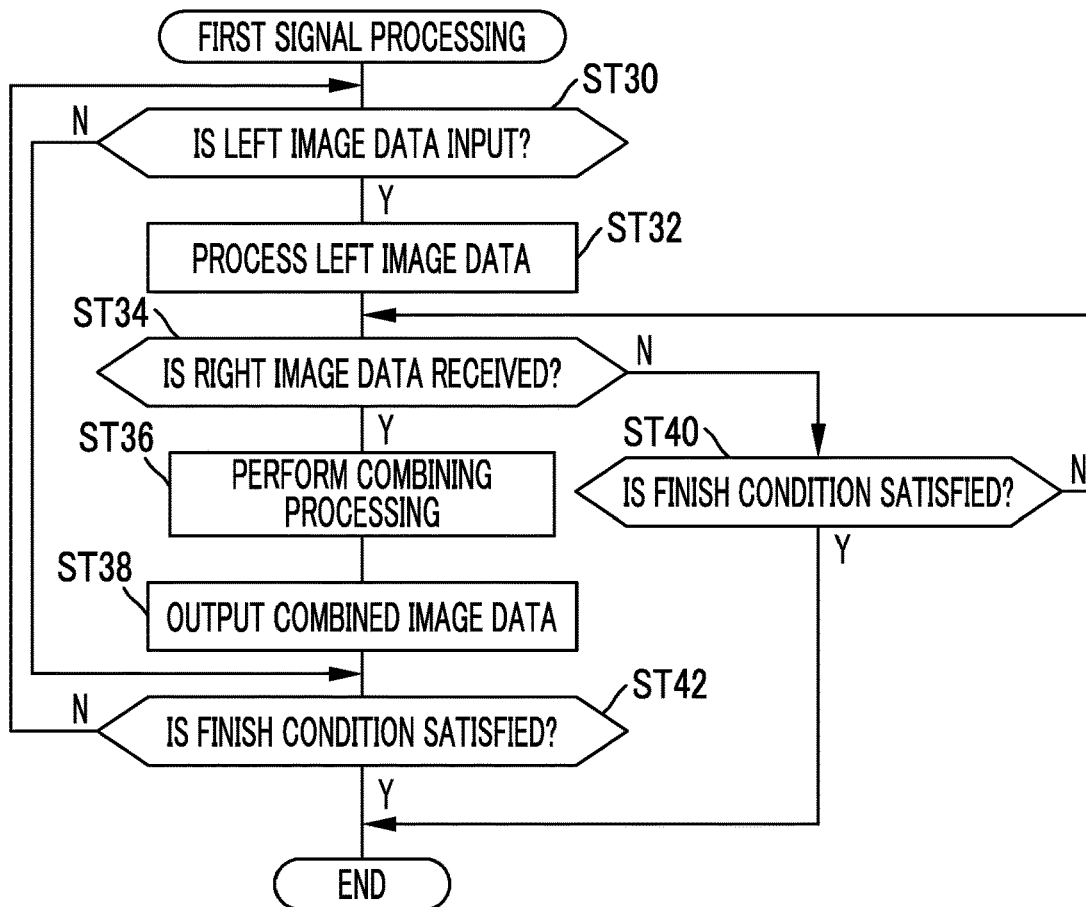 FIRST SIGNAL PROCESSING
ST30
N
IS LEFT IMAGE DATA INPUT?
Y
ST32
PROCESS LEFT IMAGE DATA
ST34
IS RIGHT IMAGE DATA RECEIVED?
N
Y
ST36
PERFORM COMBINING
PROCESSING
ST40
IS FINISH CONDITION SATISFIED?
N
Y
ST38
OUTPUT COMBINED IMAGE DATA
ST42
N
IS FINISH CONDITION SATISFIED?
Y
END